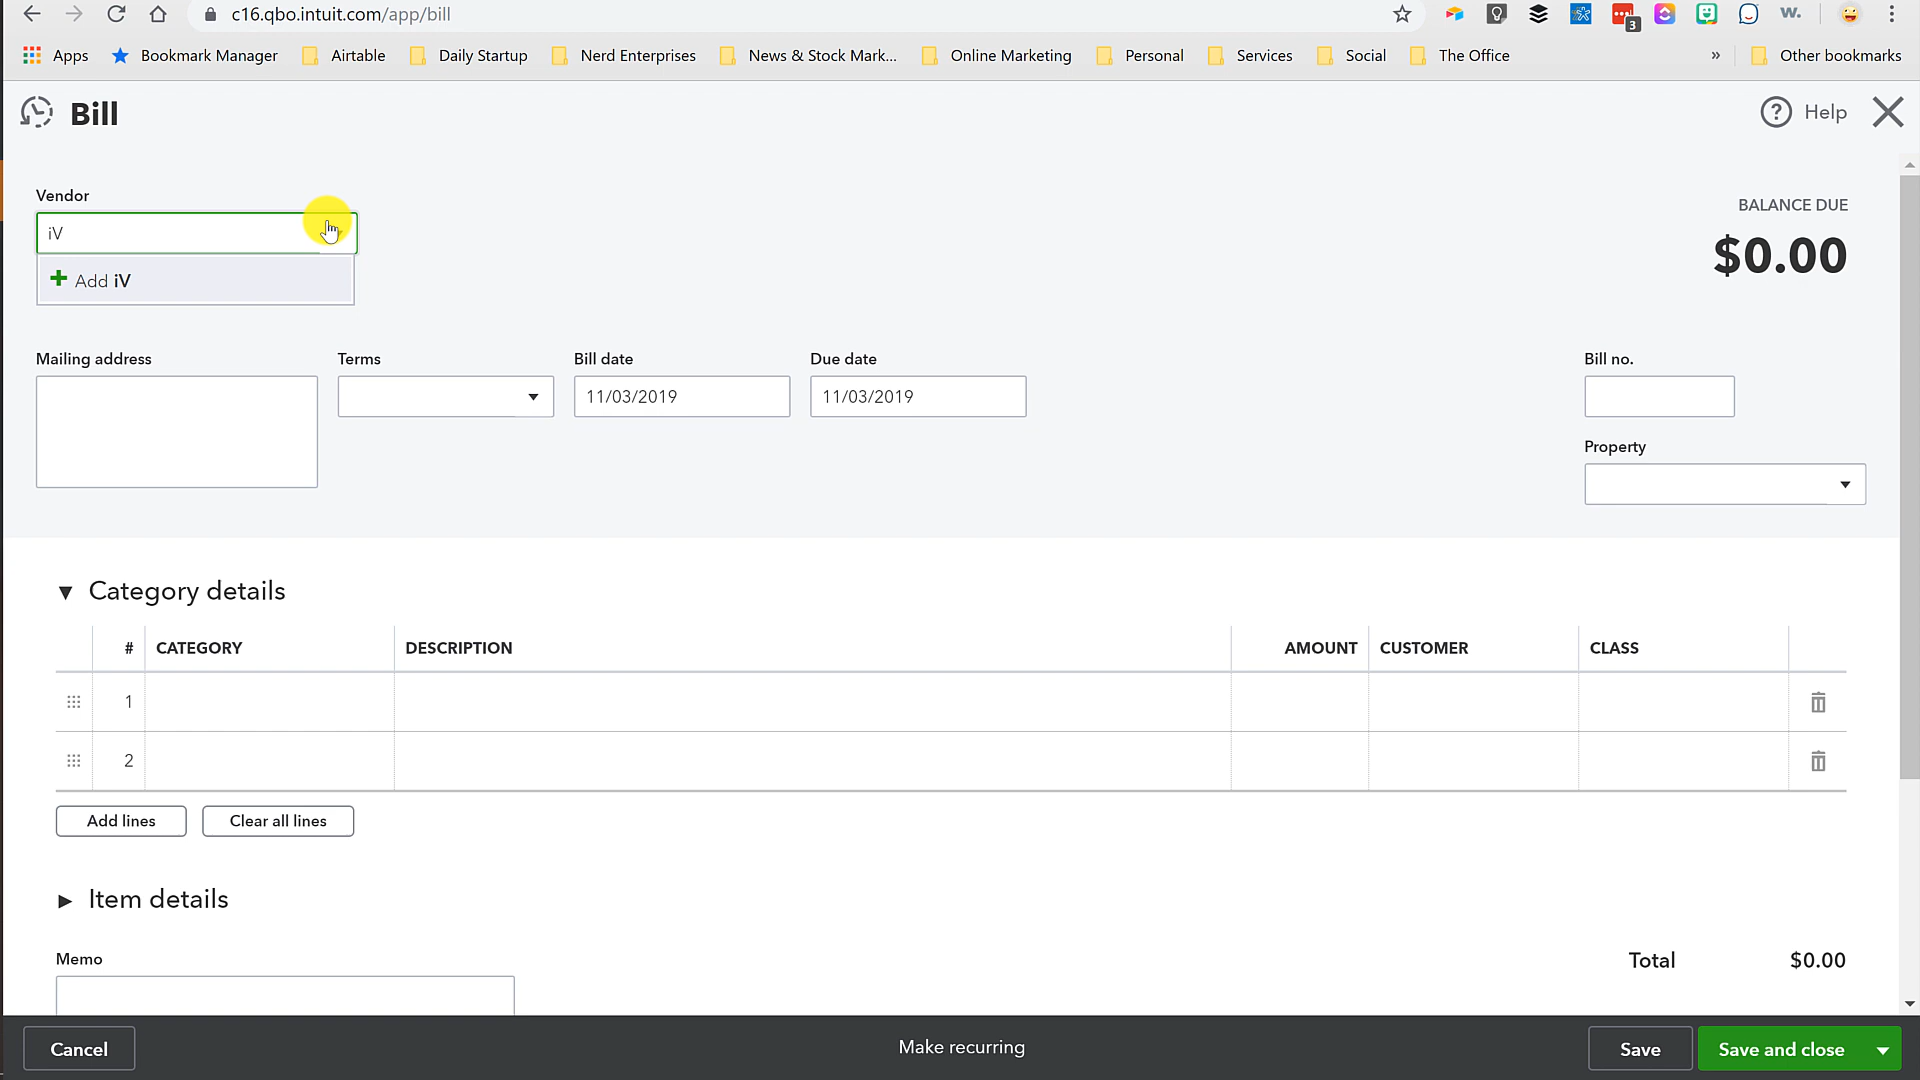 c16.qbo.intuit.com/app/bill
3
w.
Apps Bookmark Manager Airtable Daily Startup Nerd Enterprises News & Stock Mark... Online Marketing Personal Services Social The Office » Other bookmarks
Bill
Help
Vendor
iV
Add iV
BALANCE DUE
$0.00
Mailing address Terms Bill date Due date Bill no.
11/03/2019 11/03/2019
Property
Category details
# CATEGORY DESCRIPTION AMOUNT CUSTOMER CLASS
1
2
Add lines Clear all lines
Item details
Memo
Total $0.00
Cancel Make recurring Save Save and close